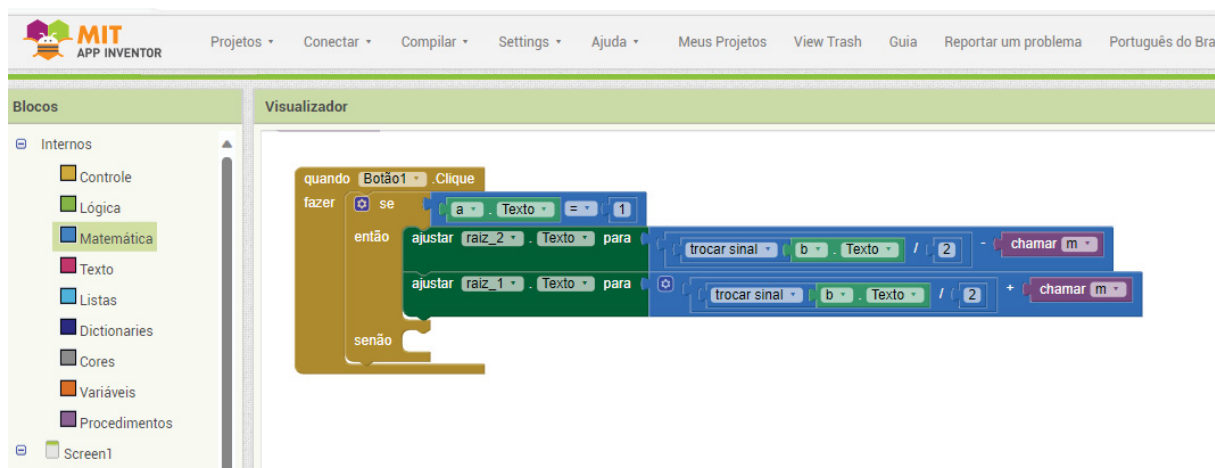 MIT
APP INVENTOR
Projetos Conectar Compilar Settings Ajuda Meus Projetos View Trash Guia Reportar um problema Português do Bra
Blocos
Visualizador
Internos
Controle
Lógica
Matemática
Texto
Listas
Dictionaries
Cores
Variáveis
Procedimentos
Screen1
quando Botão1 .Clique
fazer se a . Texto = 1
então ajustar raiz_2 . Texto para trocar sinal b . Texto / 2 - chamar m
ajustar raiz_1 . Texto para trocar sinal b . Texto / 2 + chamar m
senão